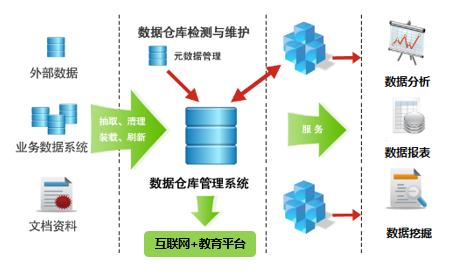 数据仓库检测与维护
元数据管理
外部数据
业务数据系统
文档资料
抽取、清理
装载、刷新
数据仓库管理系统
互联网+教育平台
服务
数据分析
数据报表
数据挖掘